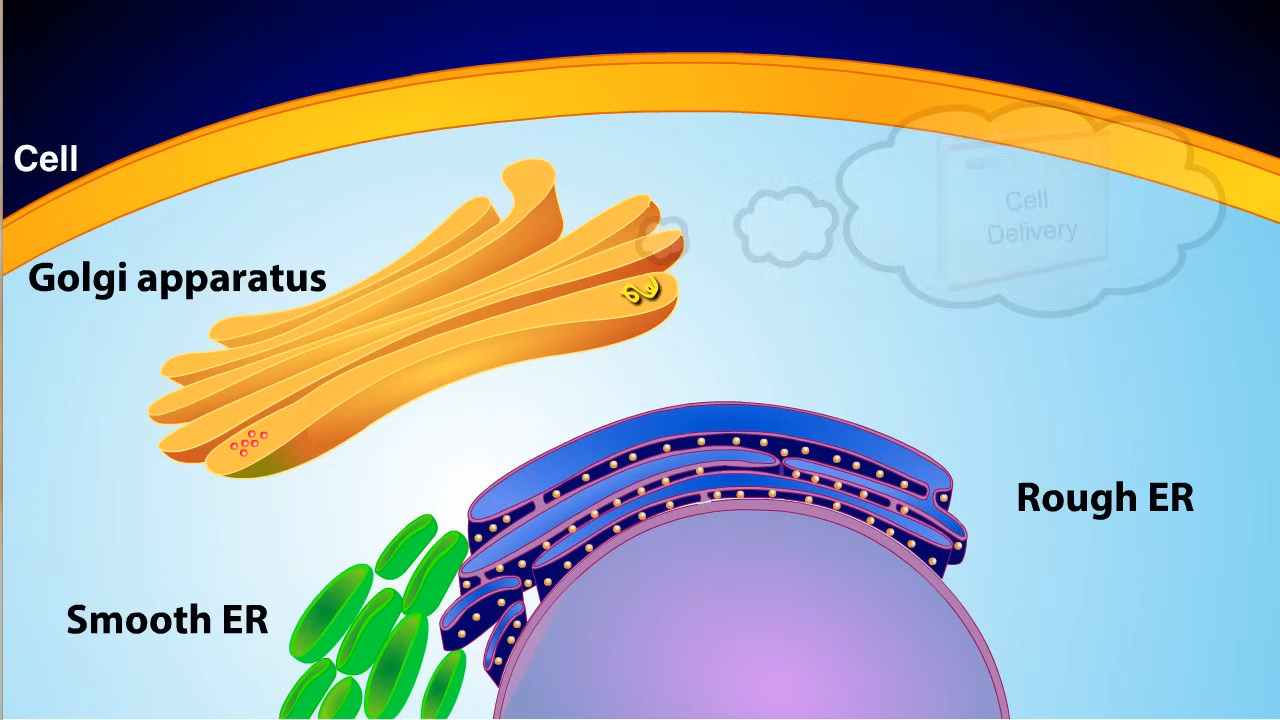 Cell
Cell
Delivery
Golgi apparatus
Rough ER
Smooth ER